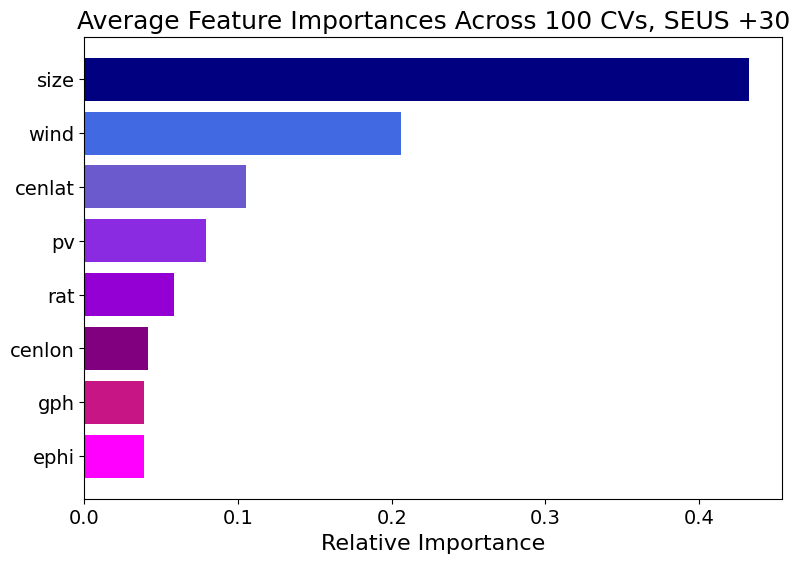 Average Feature Importances Across 100 CVs, SEUS +30
size
wind
cenlat
pv
rat
cenlon
gph
ephi
0.0 0.1 0.2 0.3 0.4
Relative Importance